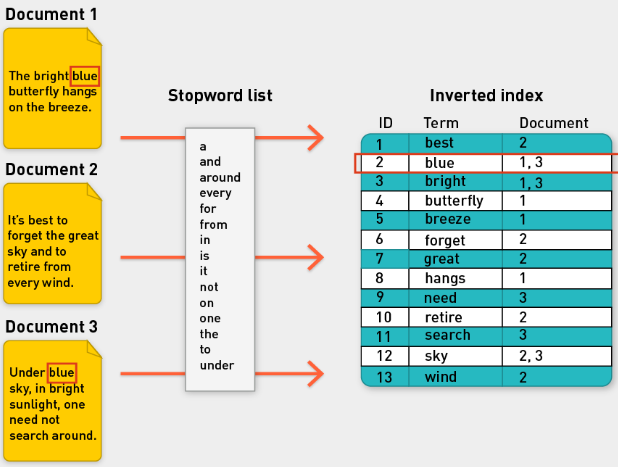 Document 1
The bright blue
butterfly hangs
on the breeze.
Document 2
It's best to
forget the great
sky and to
retire from
every wind.
Document 3
Under blue
sky, in bright
sunlight, one
need not
search around.
Stopword list
a
and
around
every
for
from
in
is
it
not
on
one
the
to
under
Inverted index
ID Term Document
1 best 2
2 blue 1, 3
3 bright 1, 3
4 butterfly 1
5 breeze 1
6 forget 2
7 great 2
8 hangs 1
9 need 3
10 retire 2
11 search 3
12 sky 2, 3
13 wind 2